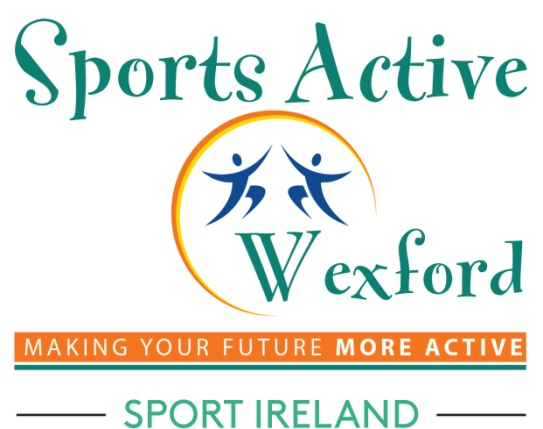 Sports Active
Wexford
MAKING YOUR FUTURE MORE ACTIVE
SPORT IRELAND